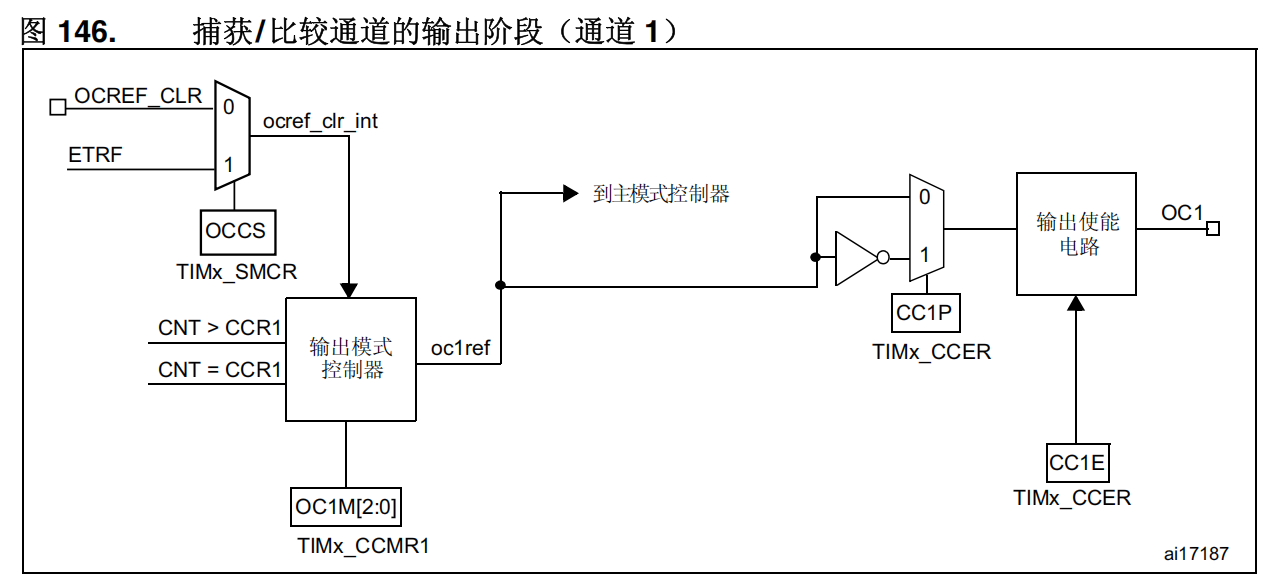 图 146. 捕获/比较通道的输出阶段（通道 1）
OCREF_CLR
0
ocref_clr_int
ETRF
1
OCCS
TIMx_SMCR
CNT > CCR1
CNT = CCR1
输出模式
控制器
oc1ref
OC1M[2:0]
TIMx_CCMR1
到主模式控制器
0
1
CC1P
TIMx_CCER
输出使能
电路
OC1
CC1E
TIMx_CCER
ai17187